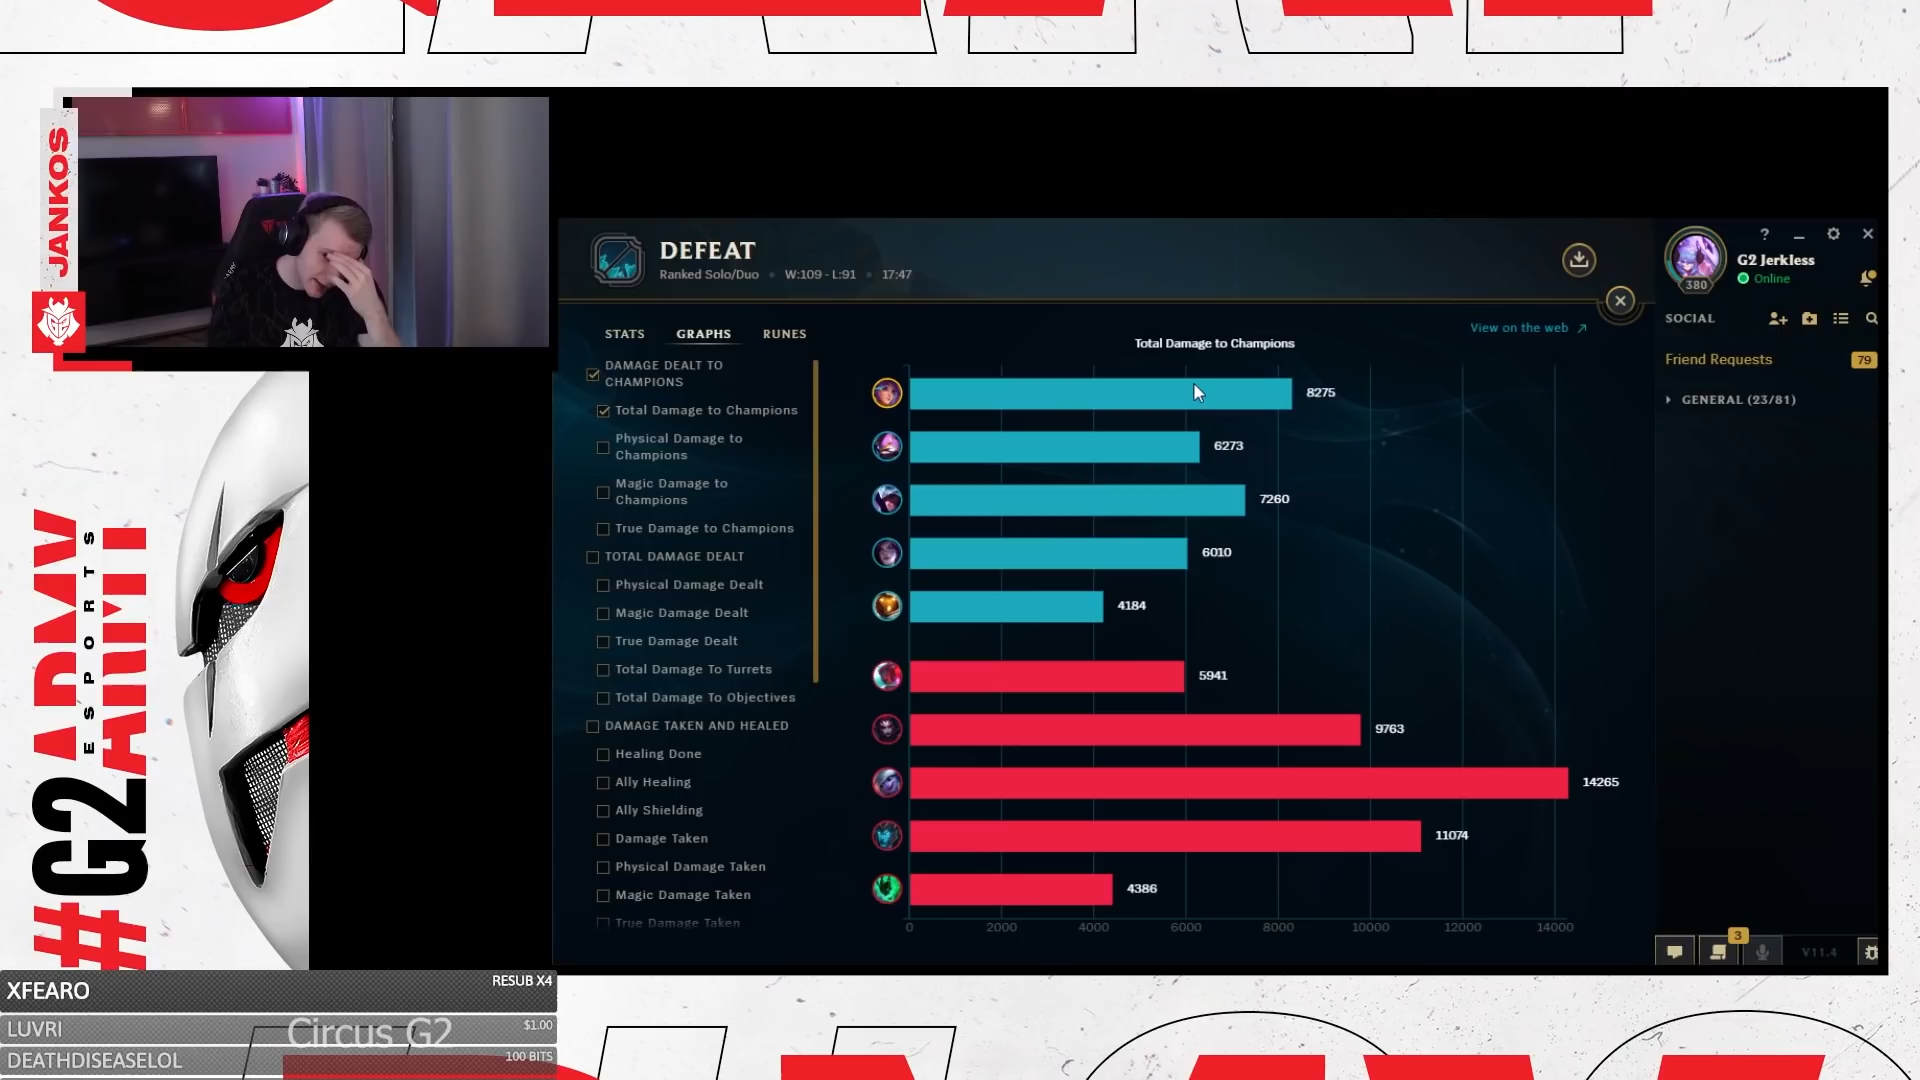 JANKOS
#G2ARMY
ESPORTS
DEFEAT
Ranked Solo/Duo • W:109 - L:91 • 17:47
STATS GRAPHS RUNES
View on the web
Total Damage to Champions
DAMAGE DEALT TO
CHAMPIONS
Total Damage to Champions
Physical Damage to
Champions
Magic Damage to
Champions
True Damage to Champions
TOTAL DAMAGE DEALT
Physical Damage Dealt
Magic Damage Dealt
True Damage Dealt
Total Damage To Turrets
Total Damage To Objectives
DAMAGE TAKEN AND HEALED
Healing Done
Ally Healing
Ally Shielding
Damage Taken
Physical Damage Taken
Magic Damage Taken
True Damage Taken
8275
6273
7260
6010
4184
5941
9763
14265
11074
4386
0 2000 4000 6000 8000 10000 12000 14000
?
G2 Jerkless
Online
380
SOCIAL
Friend Requests 79
GENERAL (23/81)
3
V11.4
XFEARO RESUB X4
LUVRI $1.00
Circus G2
DEATHDISEASELOL 100 BITS